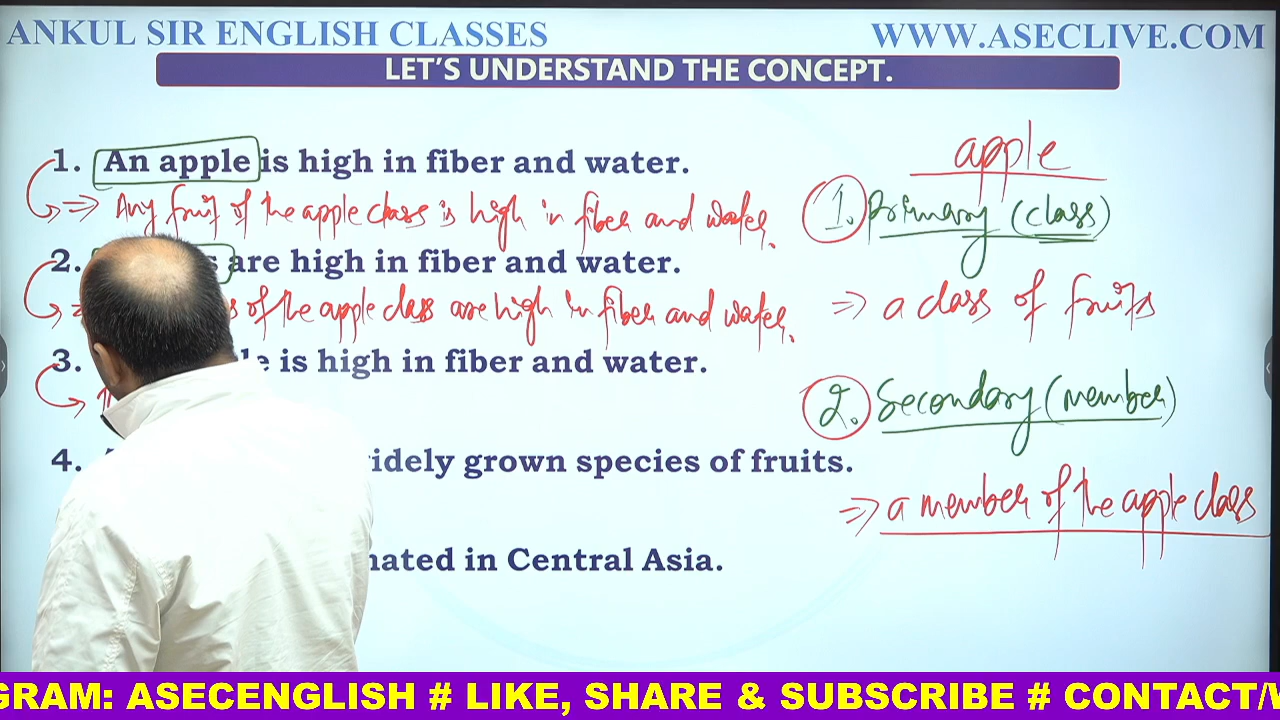 ANKUL SIR ENGLISH CLASSES
WWW.ASECLIVE.COM
LET'S UNDERSTAND THE CONCEPT.
1. An apple is high in fiber and water.
⇒ Any fruit of the apple class is high in fiber and water.
2. are high in fiber and water.
of the apple class are high in fiber and water.
3. is high in fiber and water.
4. grown species of fruits.
in Central Asia.
apple
1. Primary (class)
⇒ a class of fruits
2. Secondary (member)
⇒ a member of the apple class
GRAM: ASECENGLISH # LIKE, SHARE & SUBSCRIBE # CONTACT/